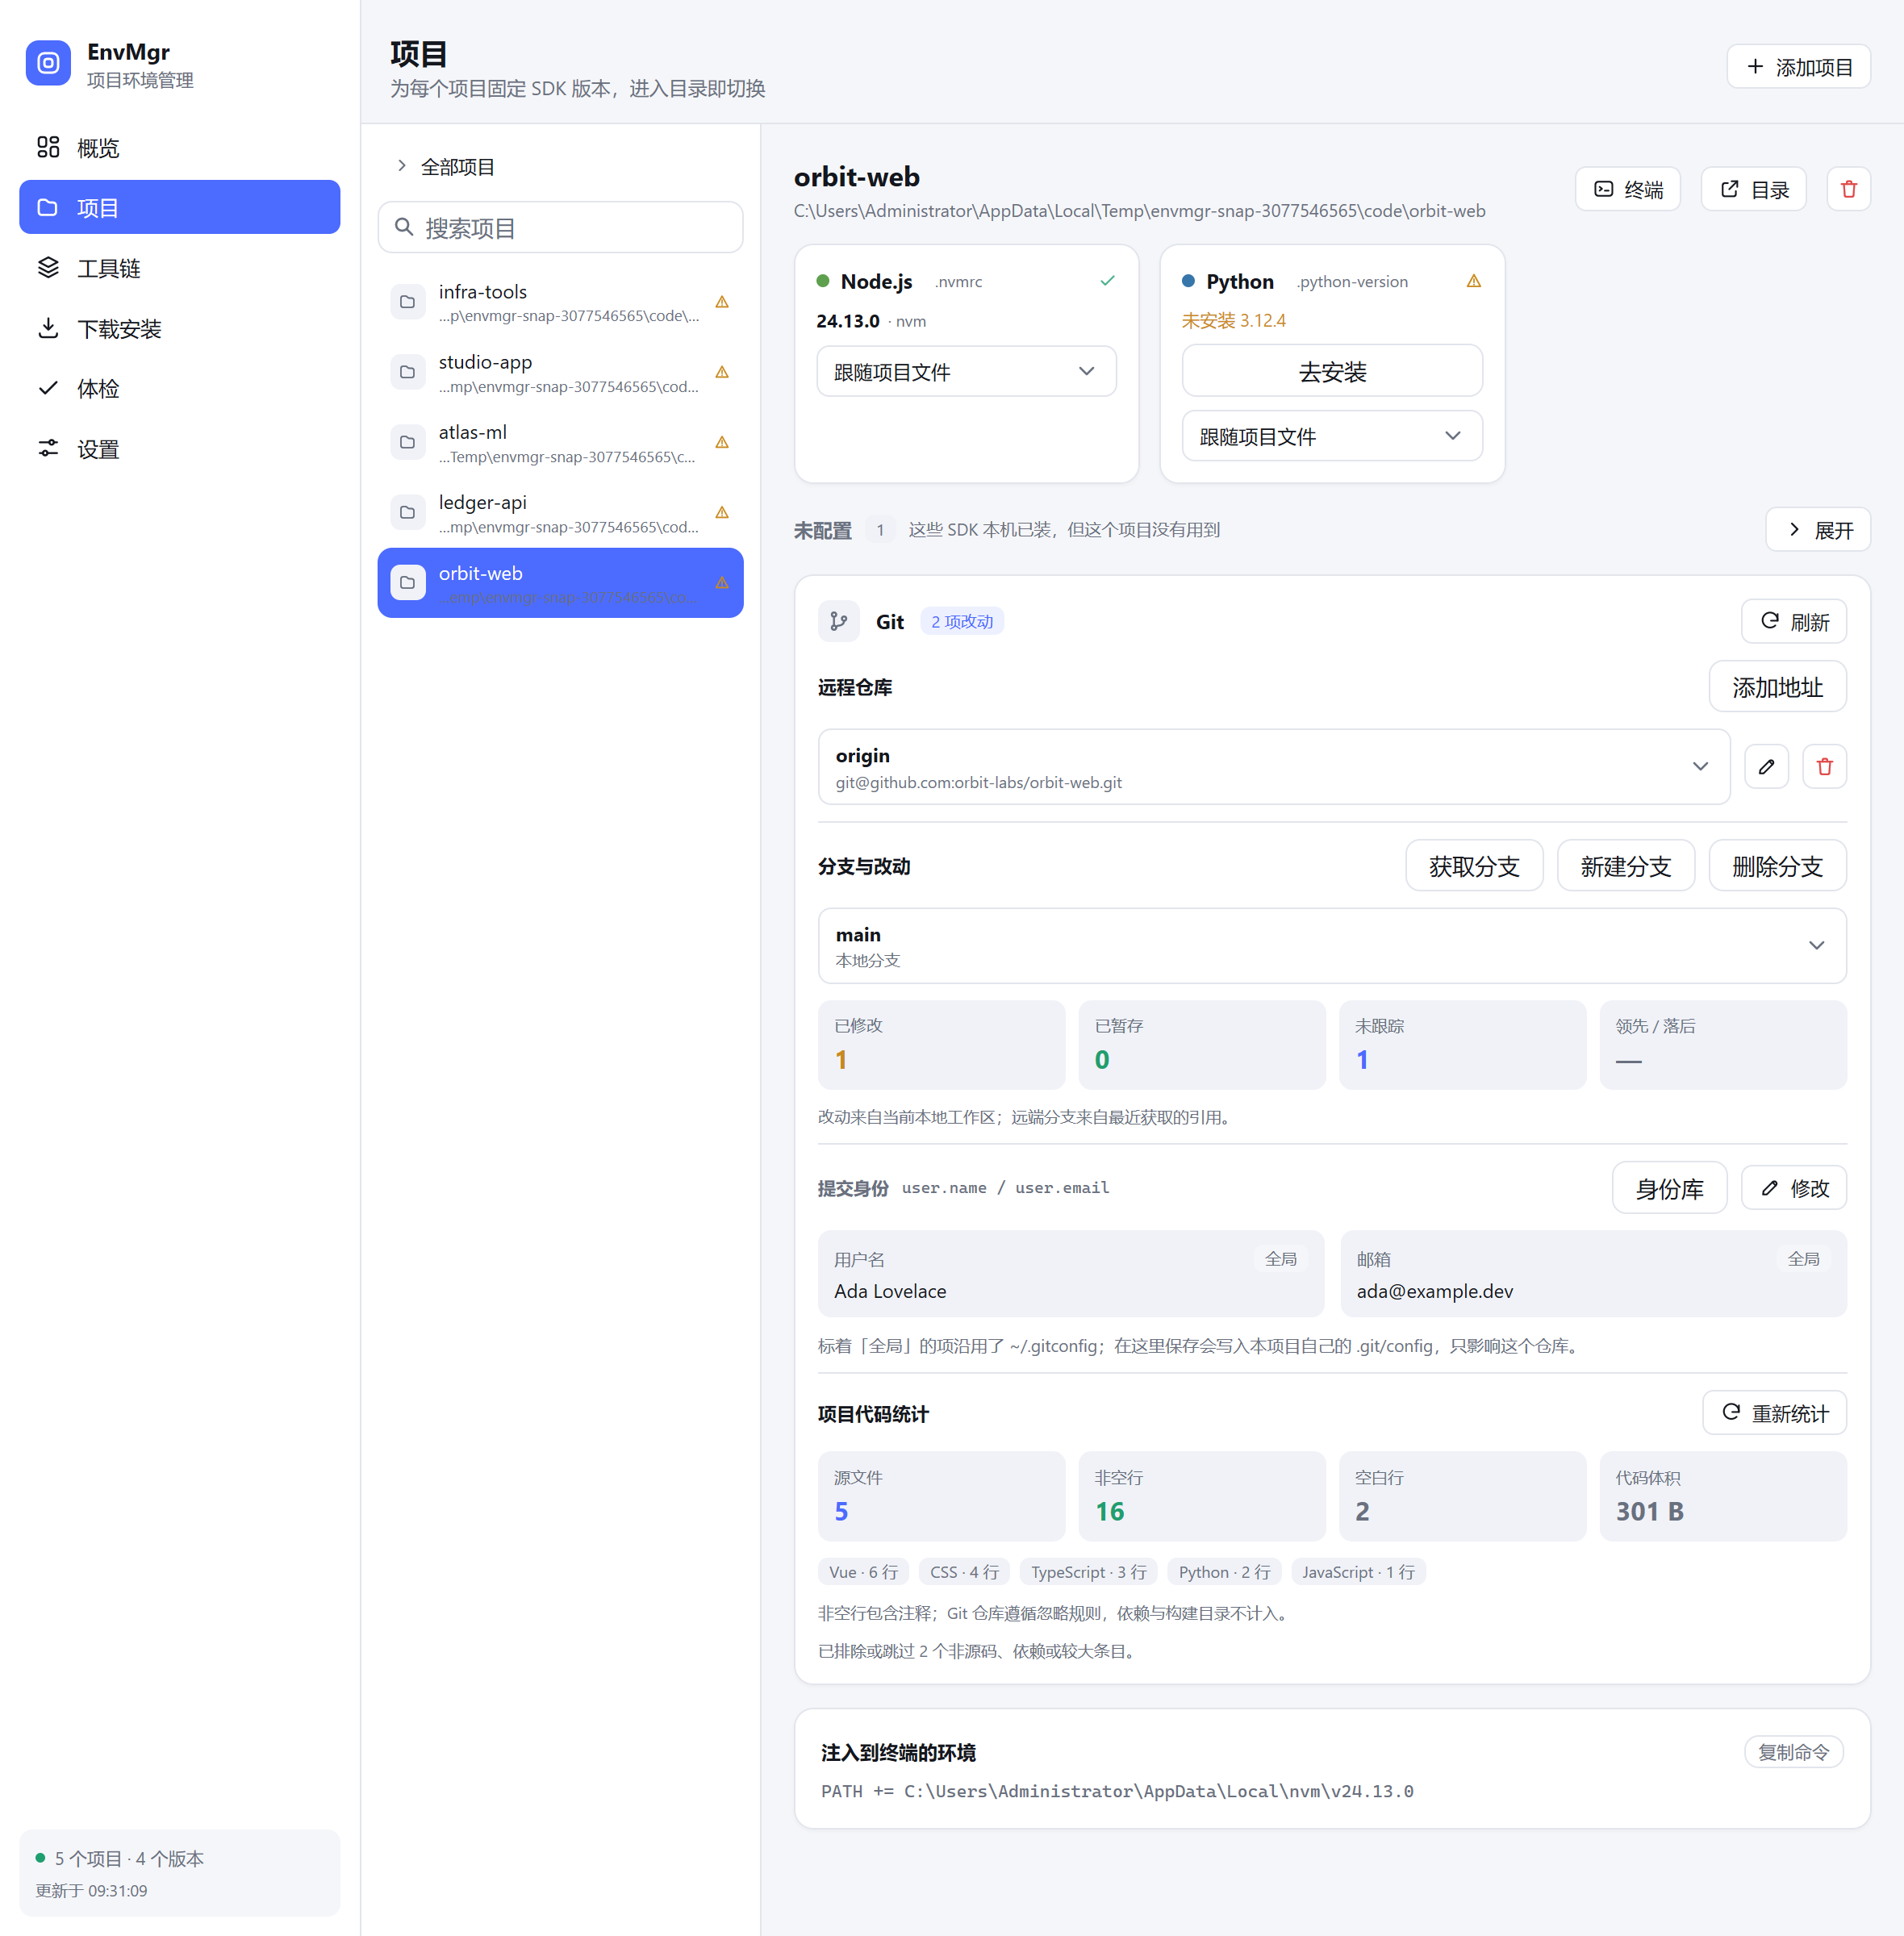 EnvMgr
项目环境管理
概览
项目
工具链
下载安装
体检
设置
5 个项目 · 4 个版本
更新于 09:31:09
项目
为每个项目固定 SDK 版本，进入目录即切换
添加项目
全部项目
搜索项目
infra-tools
...p\envmgr-snap-3077546565\code\...
studio-app
...mp\envmgr-snap-3077546565\cod...
atlas-ml
...Temp\envmgr-snap-3077546565\c...
ledger-api
...mp\envmgr-snap-3077546565\cod...
orbit-web
...emp\envmgr-snap-3077546565\co...
orbit-web
C:\Users\Administrator\AppData\Local\Temp\envmgr-snap-3077546565\code\orbit-web
终端
目录
Node.js .nvmrc
24.13.0 · nvm
跟随项目文件
Python .python-version
未安装 3.12.4
去安装
跟随项目文件
未配置 1 这些 SDK 本机已装，但这个项目没有用到
展开
Git 2 项改动
刷新
远程仓库
添加地址
origin
git@github.com:orbit-labs/orbit-web.git
分支与改动
获取分支
新建分支
删除分支
main
本地分支
已修改
1
已暂存
0
未跟踪
1
领先 / 落后
—
改动来自当前本地工作区；远端分支来自最近获取的引用。
提交身份 user.name / user.email
身份库
修改
用户名 全局
Ada Lovelace
邮箱 全局
ada@example.dev
标着「全局」的项沿用了 ~/.gitconfig；在这里保存会写入本项目自己的 .git/config，只影响这个仓库。
项目代码统计
重新统计
源文件
5
非空行
16
空白行
2
代码体积
301 B
Vue · 6 行 CSS · 4 行 TypeScript · 3 行 Python · 2 行 JavaScript · 1 行
非空行包含注释；Git 仓库遵循忽略规则，依赖与构建目录不计入。
已排除或跳过 2 个非源码、依赖或较大条目。
注入到终端的环境
复制命令
PATH += C:\Users\Administrator\AppData\Local\nvm\v24.13.0